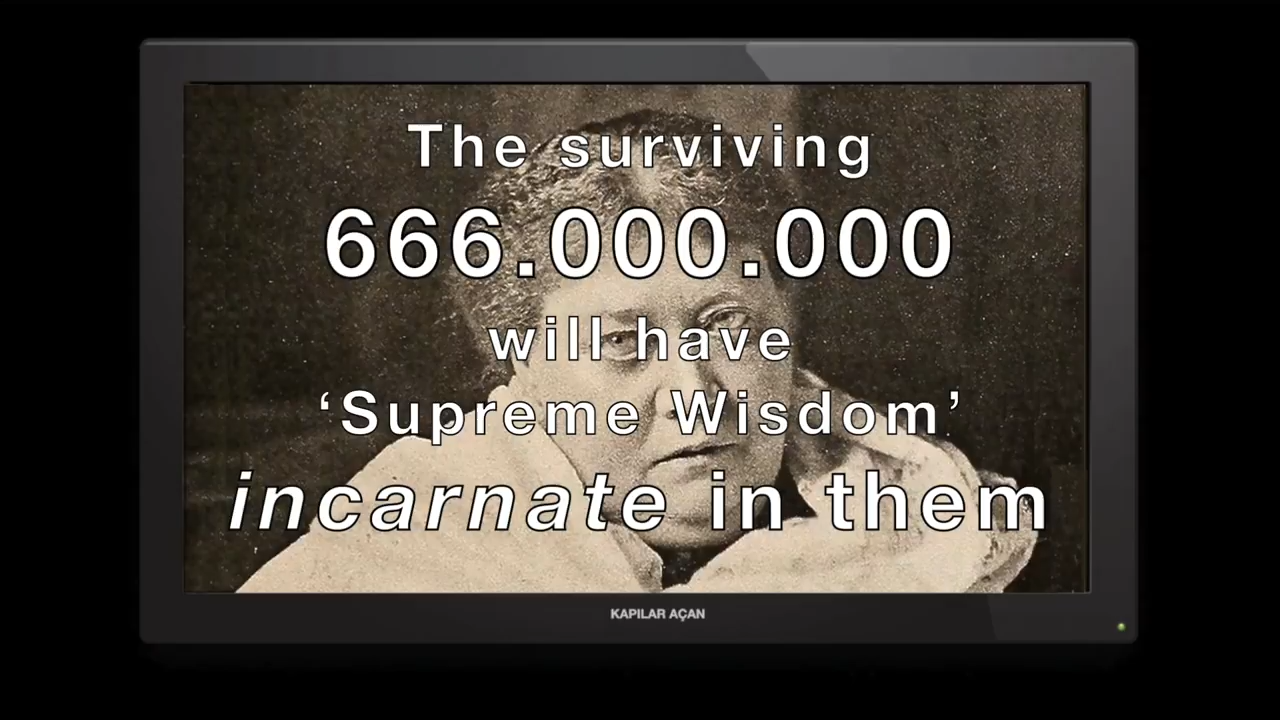 The surviving
666.000.000
will have
‘Supreme Wisdom’
incarnate in them
KAPILAR AÇAN